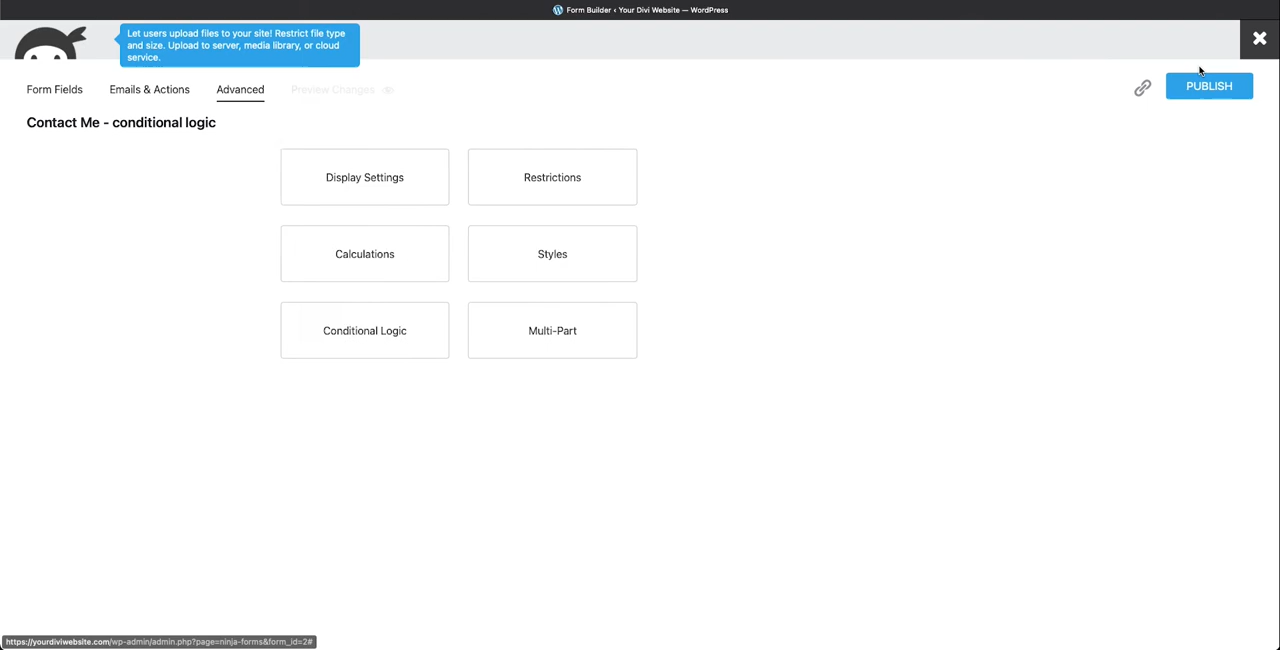 Form Builder ‹ Your Divi Website — WordPress
Let users upload files to your site! Restrict file type
and size. Upload to server, media library, or cloud
service.
Form Fields
Emails & Actions
Advanced
Preview Changes
PUBLISH
Contact Me - conditional logic
Display Settings
Restrictions
Calculations
Styles
Conditional Logic
Multi-Part
https://yourdiviwebsite.com/wp-admin/admin.php?page=ninja-forms&form_id=2#